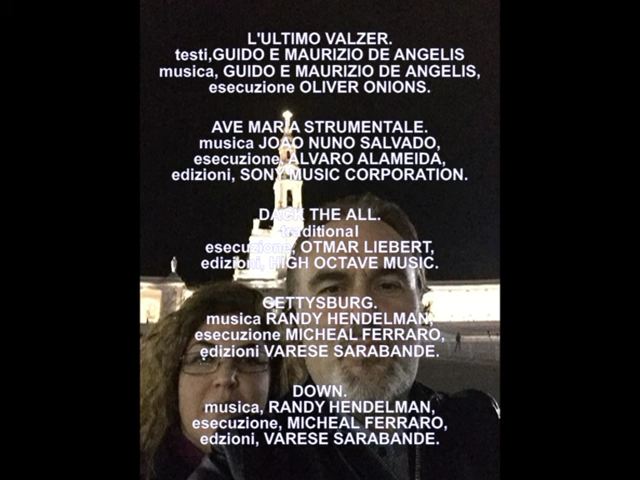 L'ULTIMO VALZER.
testi,GUIDO E MAURIZIO DE ANGELIS
musica, GUIDO E MAURIZIO DE ANGELIS,
esecuzione OLIVER ONIONS.
AVE MARIA STRUMENTALE.
musica JOAO NUNO SALVADO,
esecuzione, ALVARO ALAMEIDA,
edizioni, SONY MUSIC CORPORATION.
DACK THE ALL.
traditional
esecuzione, OTMAR LIEBERT,
edizioni, HIGH OCTAVE MUSIC.
GETTYSBURG.
musica RANDY HENDELMAN,
esecuzione MICHEAL FERRARO,
edizioni VARESE SARABANDE.
DOWN.
musica, RANDY HENDELMAN,
esecuzione, MICHEAL FERRARO,
edzioni, VARESE SARABANDE.